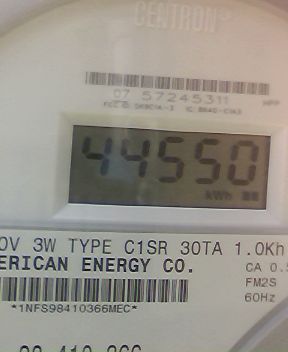 CENTRON®
07 57245311 MPP
44550
kWh
0V 3W TYPE C1SR 30TA 1.0Kh
ERICAN ENERGY CO.
CA 0.5
FM2S
*1NFS98410366MEC* 60Hz